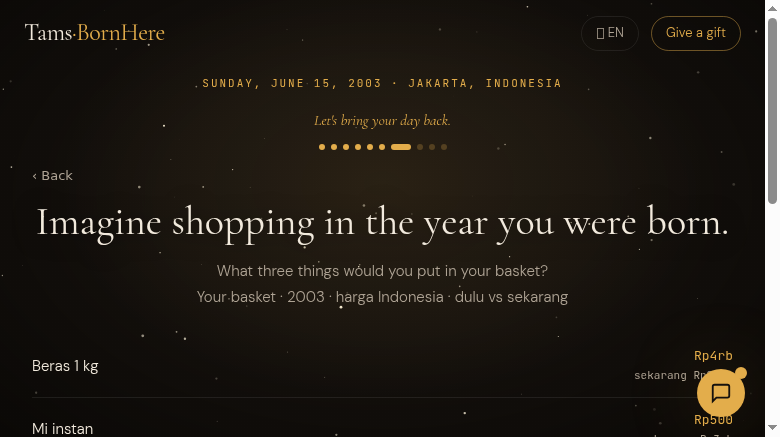 Tams·BornHere
EN
Give a gift
SUNDAY, JUNE 15, 2003 · JAKARTA, INDONESIA
Let's bring your day back.
‹ Back
Imagine shopping in the year you were born.
What three things would you put in your basket?
Your basket · 2003 · harga Indonesia · dulu vs sekarang
Beras 1 kg
Rp4rb
sekarang
Mi instan
Rp500